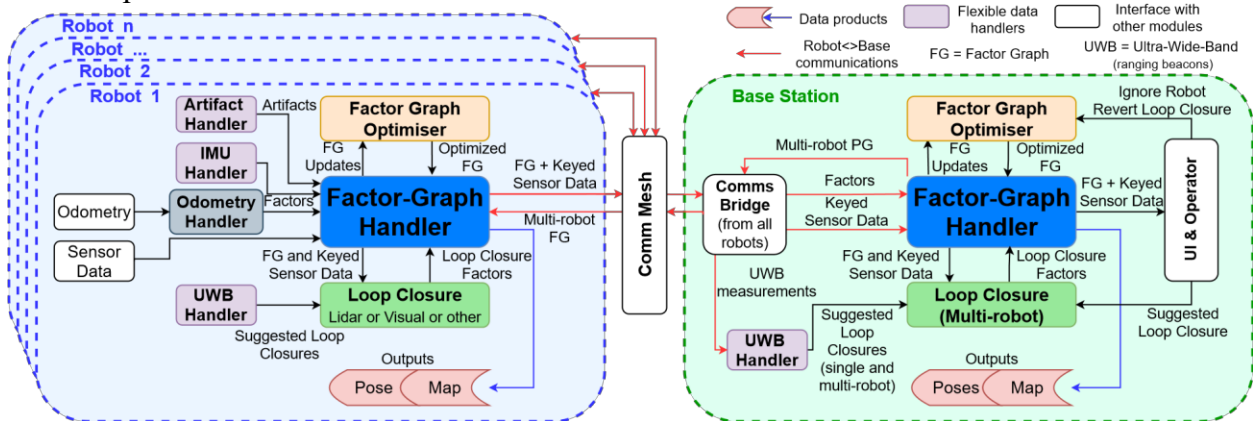 Robot n
Robot ...
Robot 2
Robot 1
Artifact
Handler
Artifacts
IMU
Handler
Odometry
Odometry
Handler
Factors
Sensor
Data
UWB
Handler
Suggested Loop
Closures
Factor Graph
Optimiser
FG
Updates
Optimized
FG
Factor-Graph
Handler
FG and Keyed
Sensor Data
Loop Closure
Factors
Loop Closure
Lidar or Visual or other
Outputs
Pose
Map
FG + Keyed
Sensor Data
Multi-robot
FG
Comm Mesh
Data products
Flexible data
handlers
Interface with
other modules
Robot<>Base
communications
FG = Factor Graph
UWB = Ultra-Wide-Band
(ranging beacons)
Base Station
Multi-robot PG
Comms
Bridge
(from all
robots)
Factors
Keyed
Sensor Data
UWB
measurements
UWB
Handler
Suggested
Loop
Closures
(single and
multi-robot)
Factor Graph
Optimiser
FG
Updates
Optimized
FG
Factor-Graph
Handler
FG and Keyed
Sensor Data
Loop Closure
Factors
Loop Closure
(Multi-robot)
Outputs
Poses
Map
Ignore Robot
Revert Loop Closure
FG + Keyed
Sensor Data
UI & Operator
Suggested
Loop Closure